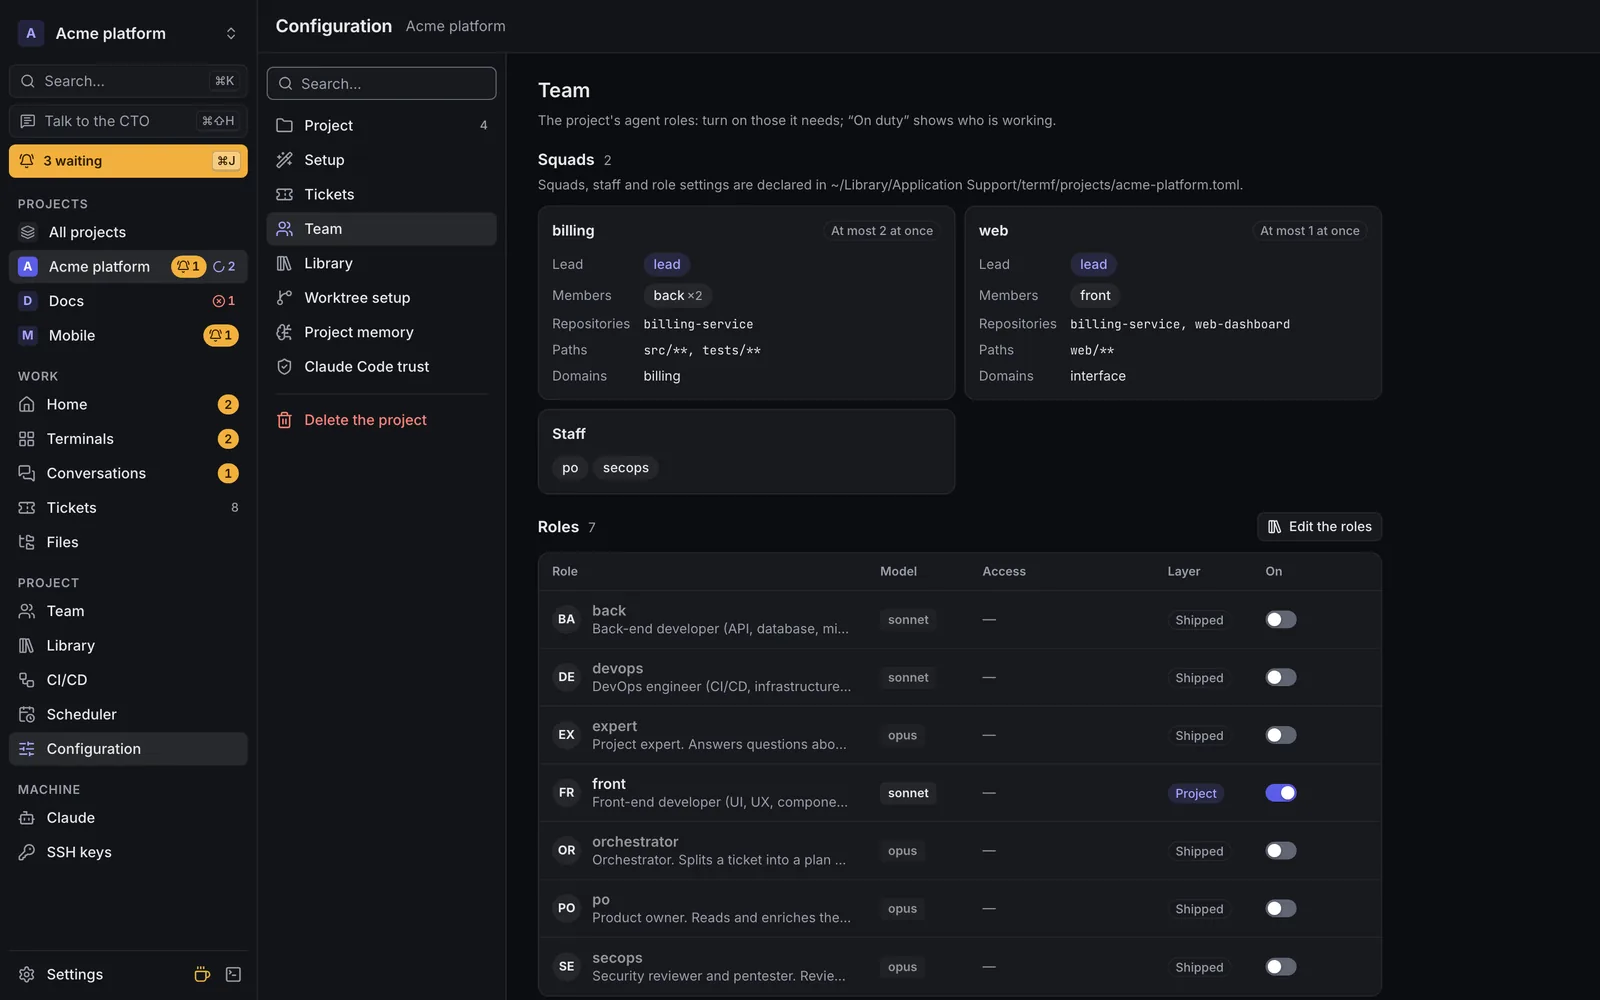 A Acme platform
Search... ⌘K
Talk to the CTO ⌘⇧H
3 waiting ⌘J
PROJECTS
All projects
A Acme platform 1 2
D Docs 1
M Mobile 1
WORK
Home 2
Terminals 2
Conversations 1
Tickets 8
Files
PROJECT
Team
Library
CI/CD
Scheduler
Configuration
MACHINE
Claude
SSH keys
Settings
Configuration Acme platform
Search...
Project 4
Setup
Tickets
Team
Library
Worktree setup
Project memory
Claude Code trust
Delete the project
Team
The project's agent roles: turn on those it needs; “On duty” shows who is working.
Squads 2
Squads, staff and role settings are declared in ~/Library/Application Support/termf/projects/acme-platform.toml.
billing At most 2 at once
Lead lead
Members back ×2
Repositories billing-service
Paths src/**, tests/**
Domains billing
web At most 1 at once
Lead lead
Members front
Repositories billing-service, web-dashboard
Paths web/**
Domains interface
Staff
po secops
Roles 7 Edit the roles
Role Model Access Layer On
BA back sonnet — Shipped
Back-end developer (API, database, mi...
DE devops sonnet — Shipped
DevOps engineer (CI/CD, infrastructure...
EX expert opus — Shipped
Project expert. Answers questions abo...
FR front sonnet — Project
Front-end developer (UI, UX, compone...
OR orchestrator opus — Shipped
Orchestrator. Splits a ticket into a plan ...
PO po opus — Shipped
Product owner. Reads and enriches the...
SE secops opus — Shipped
Security reviewer and pentester. Revie...